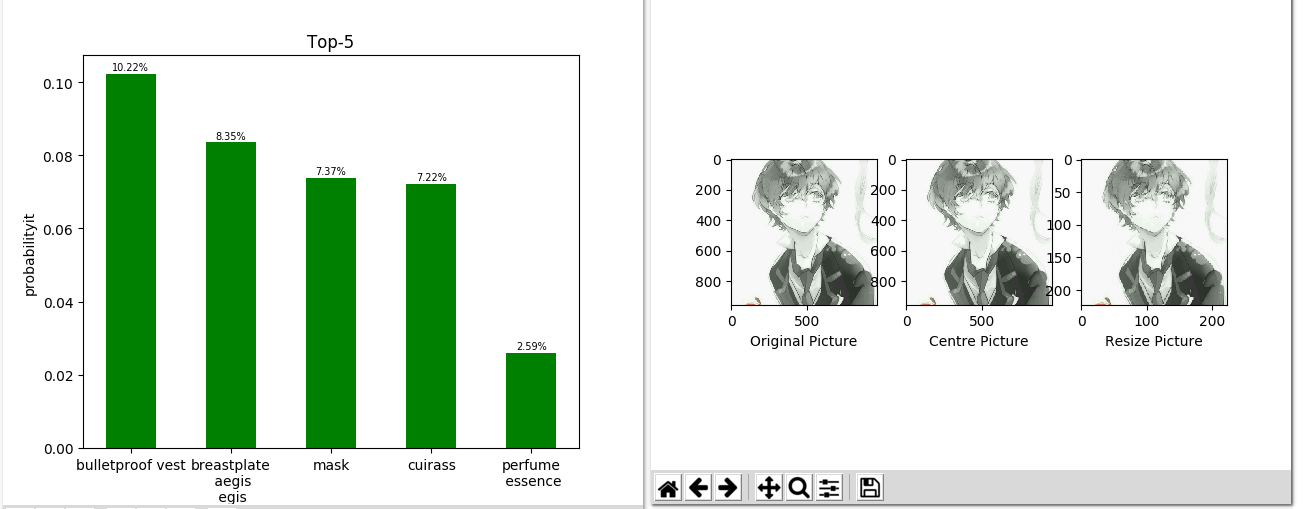 Top-5
probabilityit
0.10
0.08
0.06
0.04
0.02
0.00
10.22%
8.35%
7.37%
7.22%
2.59%
bulletproof vest
breastplate
aegis
egis
mask
cuirass
perfume
essence
0
200
400
600
800
0 500
Original Picture
0
200
400
600
800
0 500
Centre Picture
0
50
100
150
200
0 100 200
Resize Picture